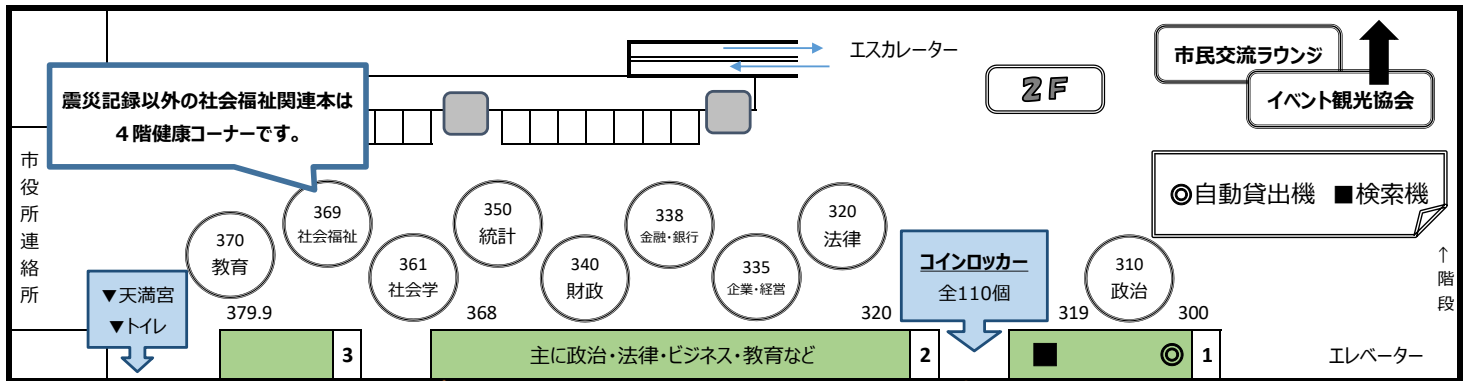 エスカレーター
2F
市民交流ラウンジ
イベント観光協会
震災記録以外の社会福祉関連本は
4階健康コーナーです。
◎自動貸出機 ■検索機
市役所連絡所
370
教育
369
社会福祉
361
社会学
350
統計
340
財政
338
金融・銀行
335
企業・経営
320
法律
コインロッカー
全110個
310
政治
↑階段
▼天満宮
▼トイレ
379.9
368
320
319
300
3
主に政治・法律・ビジネス・教育など
2
■
◎
1
エレベーター